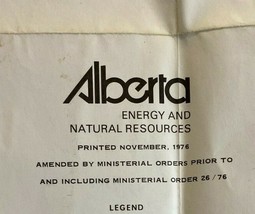 Alberta
ENERGY AND
NATURAL RESOURCES
PRINTED NOVEMBER, 1976
AMENDED BY MINISTERIAL ORDERS PRIOR TO
AND INCLUDING MINISTERIAL ORDER 26/76
LEGEND